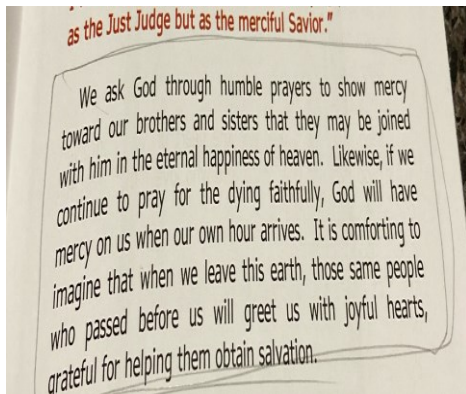 as the Just Judge but as the merciful Savior."
We ask God through humble prayers to show mercy
toward our brothers and sisters that they may be joined
with him in the eternal happiness of heaven. Likewise, if we
continue to pray for the dying faithfully, God will have
mercy on us when our own hour arrives. It is comforting to
imagine that when we leave this earth, those same people
who passed before us will greet us with joyful hearts,
grateful for helping them obtain salvation.